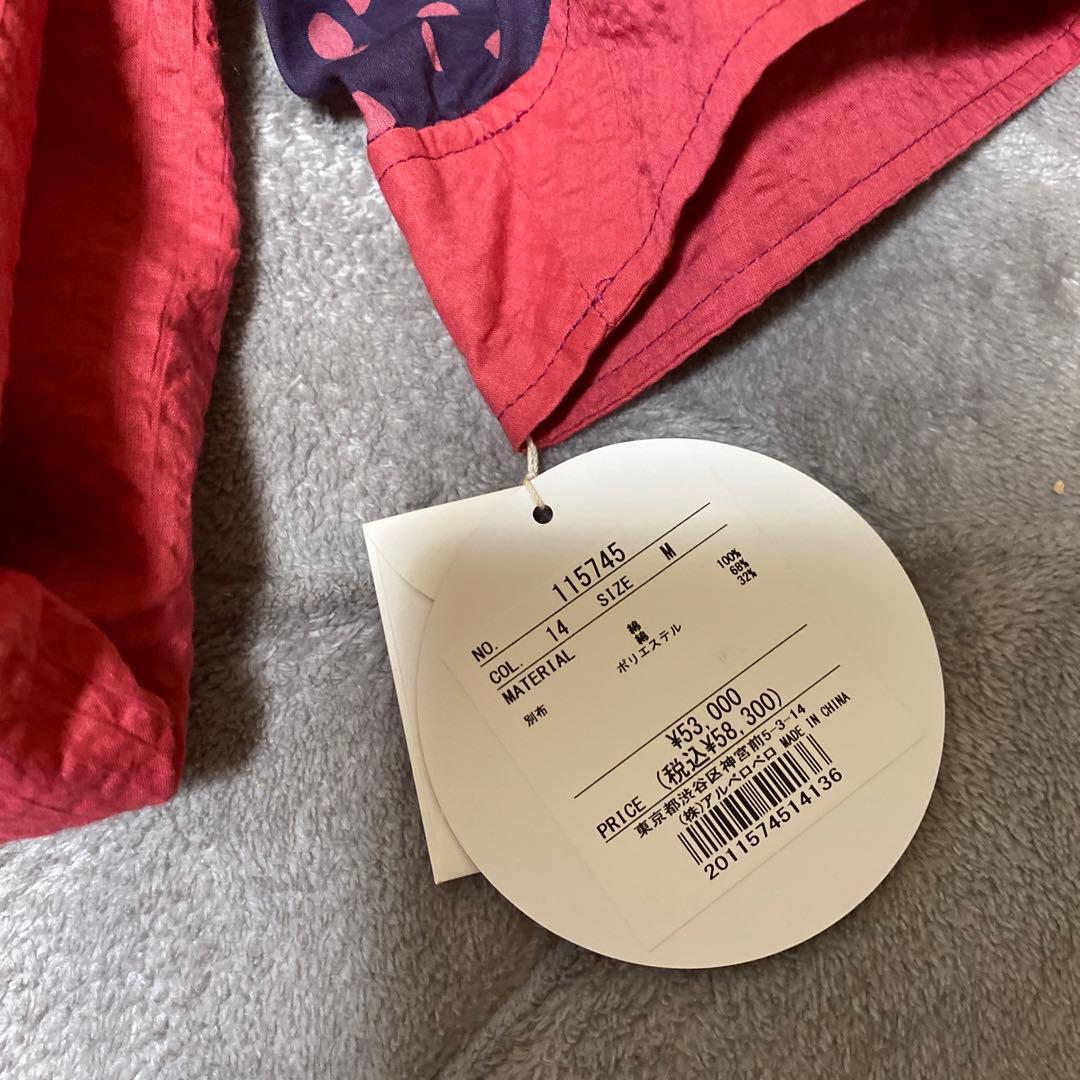 NO. 115745
COL. 14 SIZE M
MATERIAL 綿 100%
別布 綿 68%
ポリエステル 32%
¥53,000
PRICE (税込¥58,300)
東京都渋谷区神宮前5-3-14
(株)アルベロベロ MADE IN CHINA
2011574514136